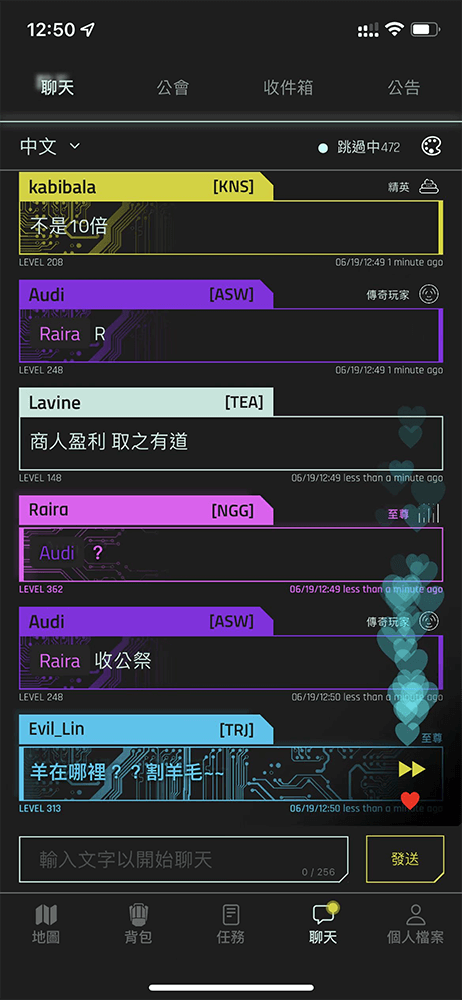 12:50
聊天 公會 收件箱 公告
中文 跳過中472
kabibala [KNS] 精英
不是10倍
LEVEL 208 06/19/12:49 1 minute ago
Audi [ASW] 傳奇玩家
Raira R
LEVEL 248 06/19/12:49 1 minute ago
Lavine [TEA]
商人盈利 取之有道
LEVEL 148 06/19/12:49 less than a minute ago
Raira [NGG] 至尊
Audi ?
LEVEL 362 06/19/12:49 less than a minute ago
Audi [ASW] 傳奇玩家
Raira 收公祭
LEVEL 248 06/19/12:50 less than a minute ago
Evil_Lin [TRJ] 至尊
羊在哪裡？？割羊毛~~
LEVEL 313 06/19/12:50 less than a minute ago
輸入文字以開始聊天 0 / 256 發送
地圖 背包 任務 聊天 個人檔案